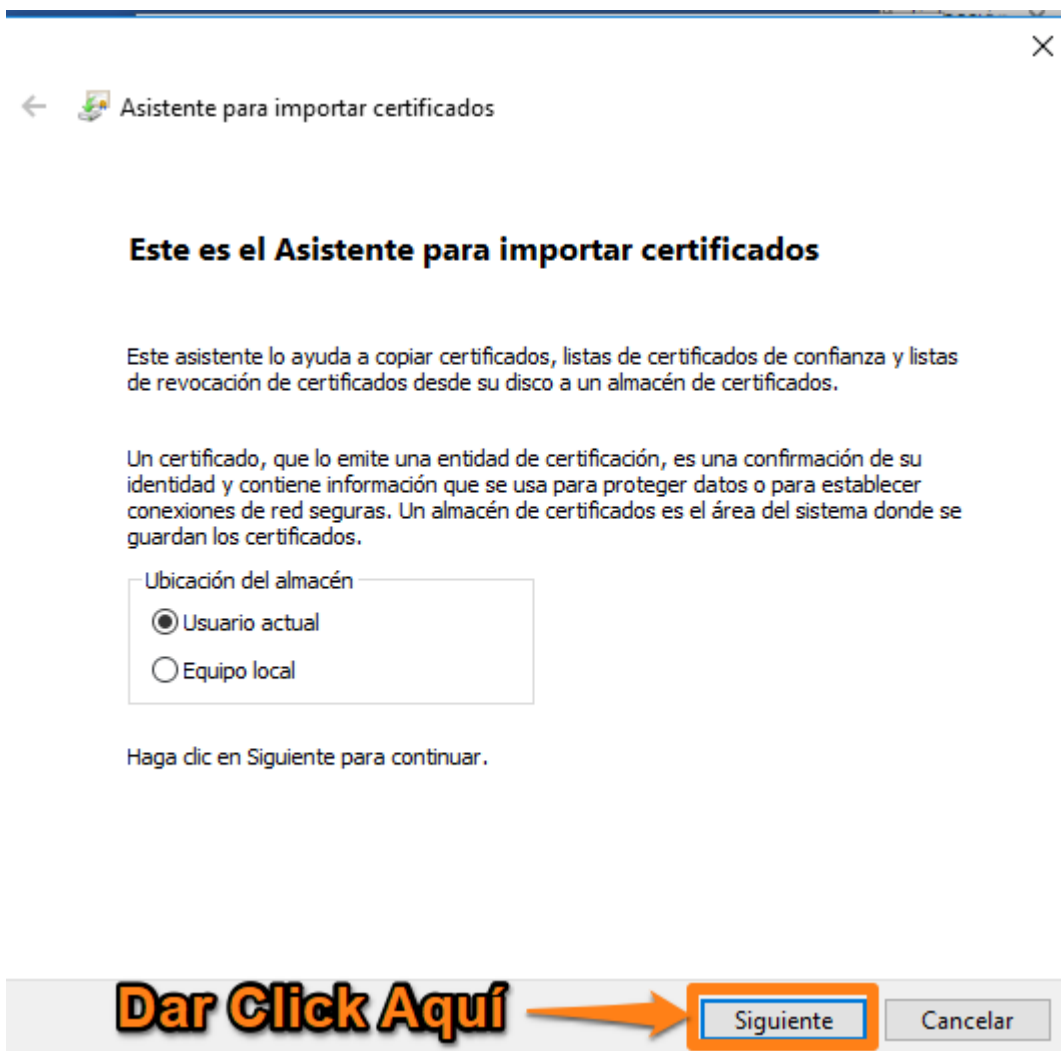 Asistente para importar certificados
Este es el Asistente para importar certificados
Este asistente lo ayuda a copiar certificados, listas de certificados de confianza y listas
de revocación de certificados desde su disco a un almacén de certificados.
Un certificado, que lo emite una entidad de certificación, es una confirmación de su
identidad y contiene información que se usa para proteger datos o para establecer
conexiones de red seguras. Un almacén de certificados es el área del sistema donde se
guardan los certificados.
Ubicación del almacén
Usuario actual
Equipo local
Haga clic en Siguiente para continuar.
Dar Click Aquí
Siguiente
Cancelar